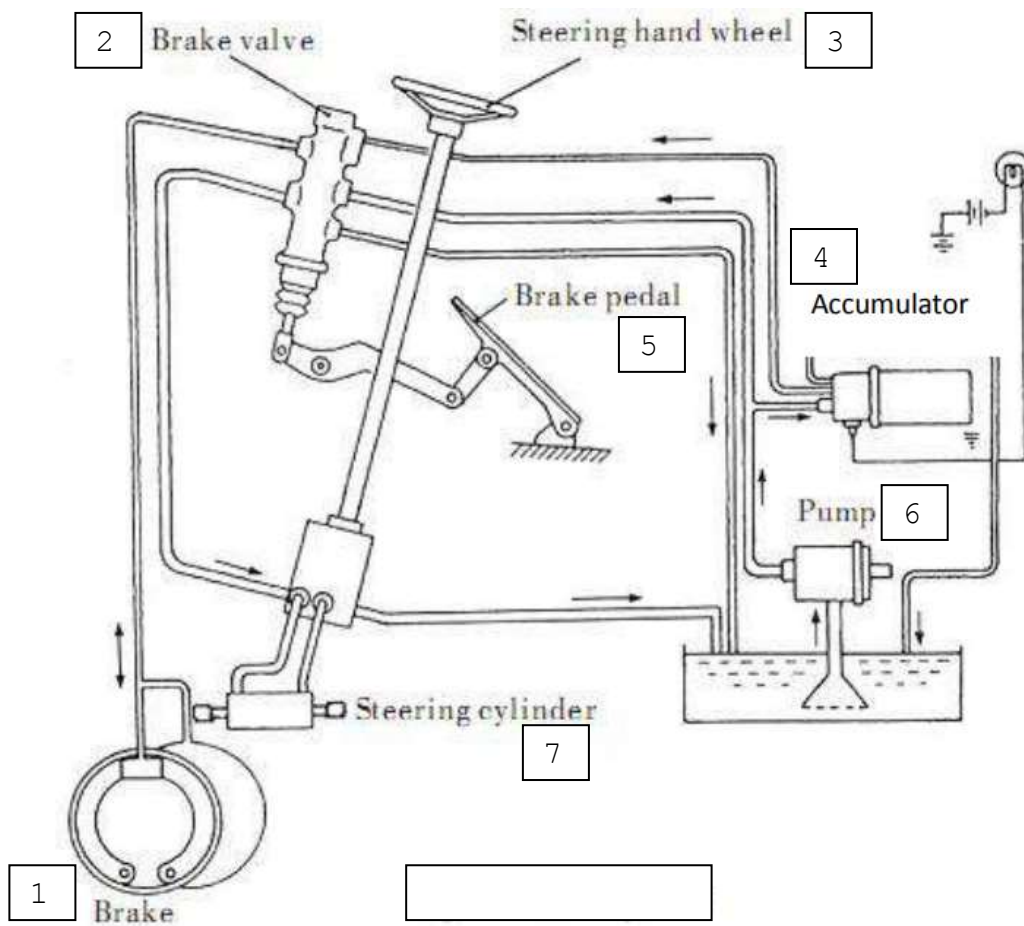 2 Brake valve
Steering hand wheel 3
4
Accumulator
Brake pedal
5
Pump 6
Steering cylinder
7
1
Brake